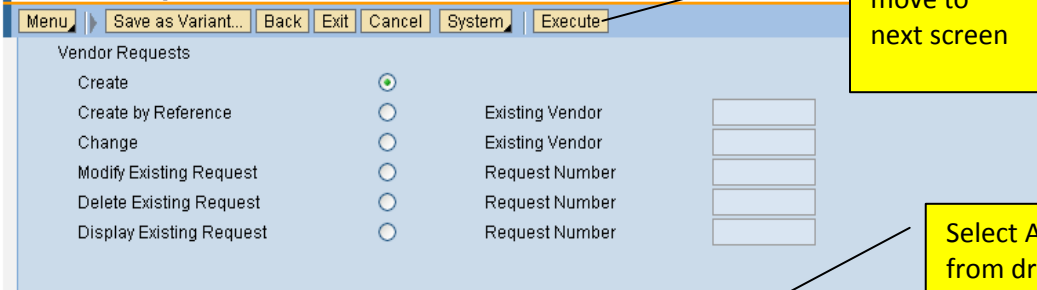 Menu Save as Variant... Back Exit Cancel System Execute
move to
next screen
Vendor Requests
Create
Create by Reference Existing Vendor
Change Existing Vendor
Modify Existing Request Request Number
Delete Existing Request Request Number
Display Existing Request Request Number
Select A
from dr